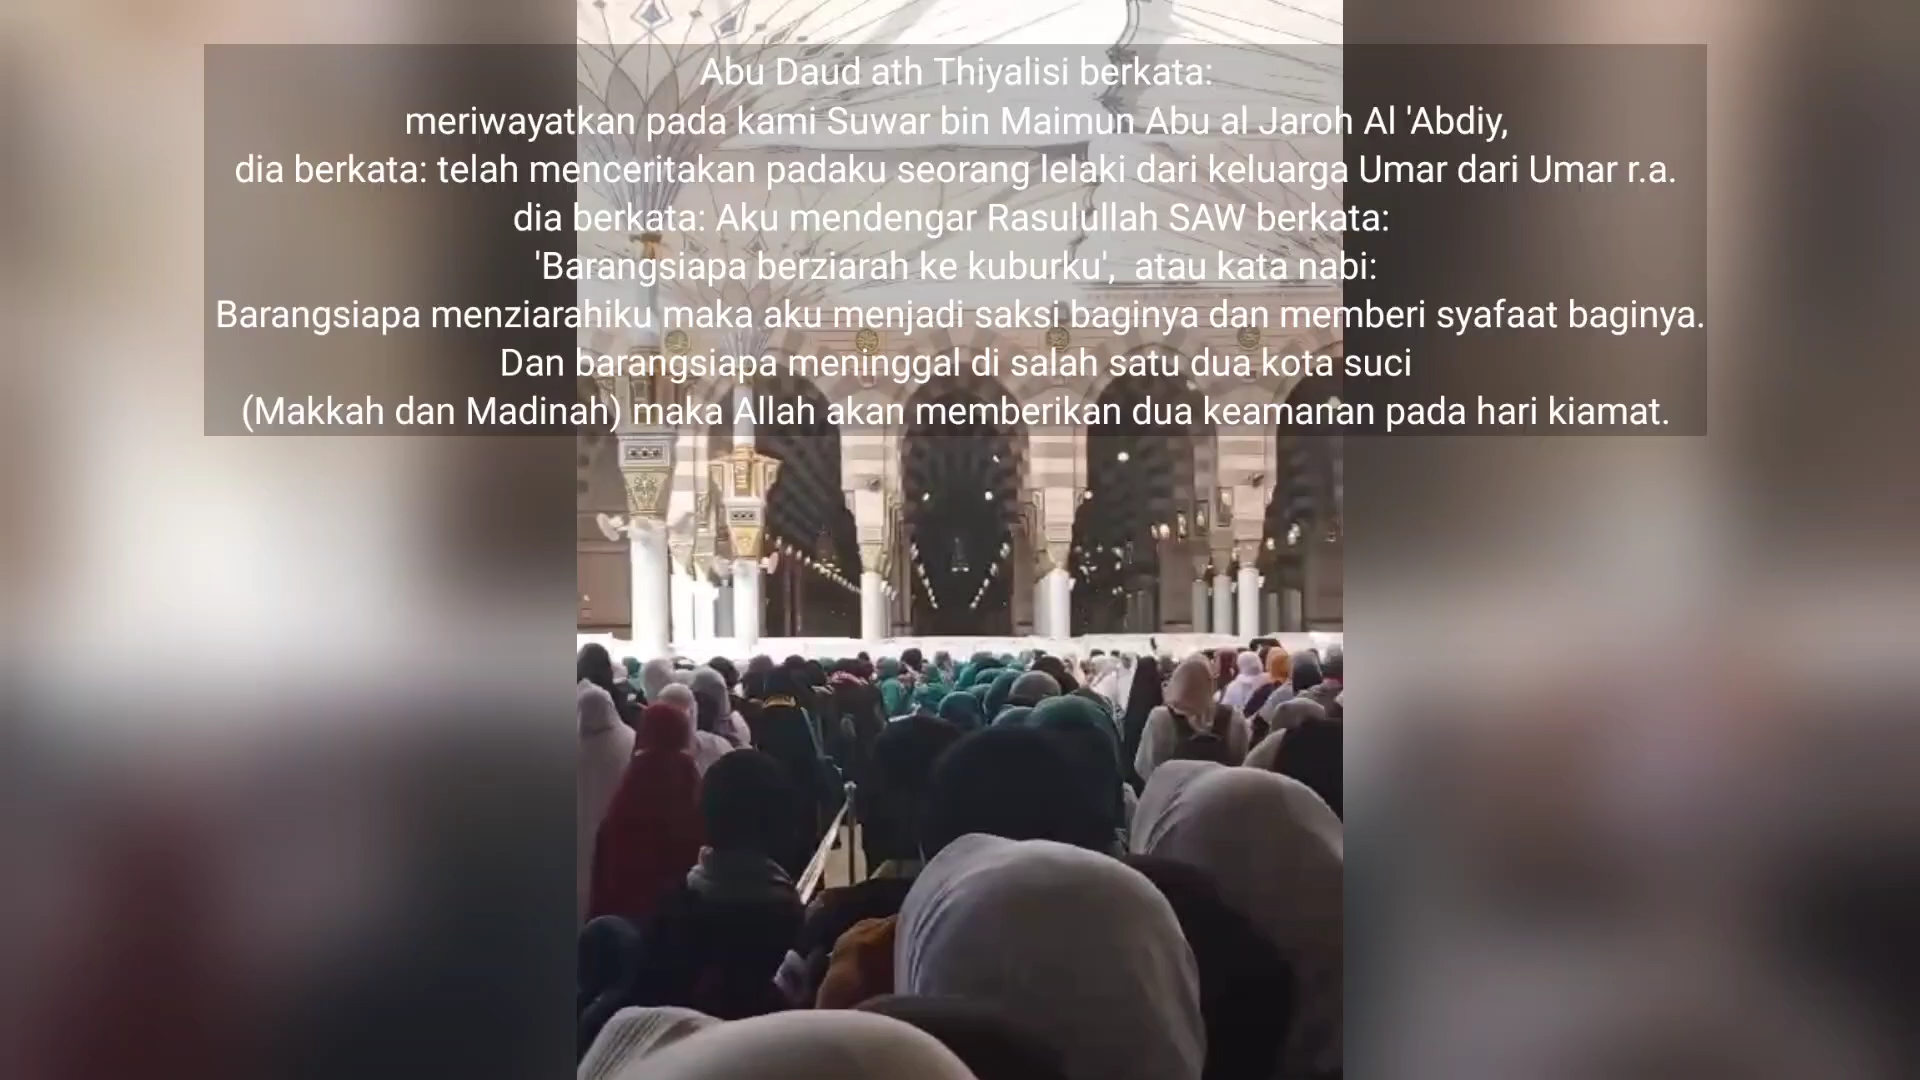 Abu Daud ath Thiyalisi berkata:
meriwayatkan pada kami Suwar bin Maimun Abu al Jaroh Al 'Abdiy,
dia berkata: telah menceritakan padaku seorang lelaki dari keluarga Umar dari Umar r.a.
dia berkata: Aku mendengar Rasulullah SAW berkata:
'Barangsiapa berziarah ke kuburku',  atau kata nabi:
Barangsiapa menziarahiku maka aku menjadi saksi baginya dan memberi syafaat baginya.
Dan barangsiapa meninggal di salah satu dua kota suci
(Makkah dan Madinah) maka Allah akan memberikan dua keamanan pada hari kiamat.